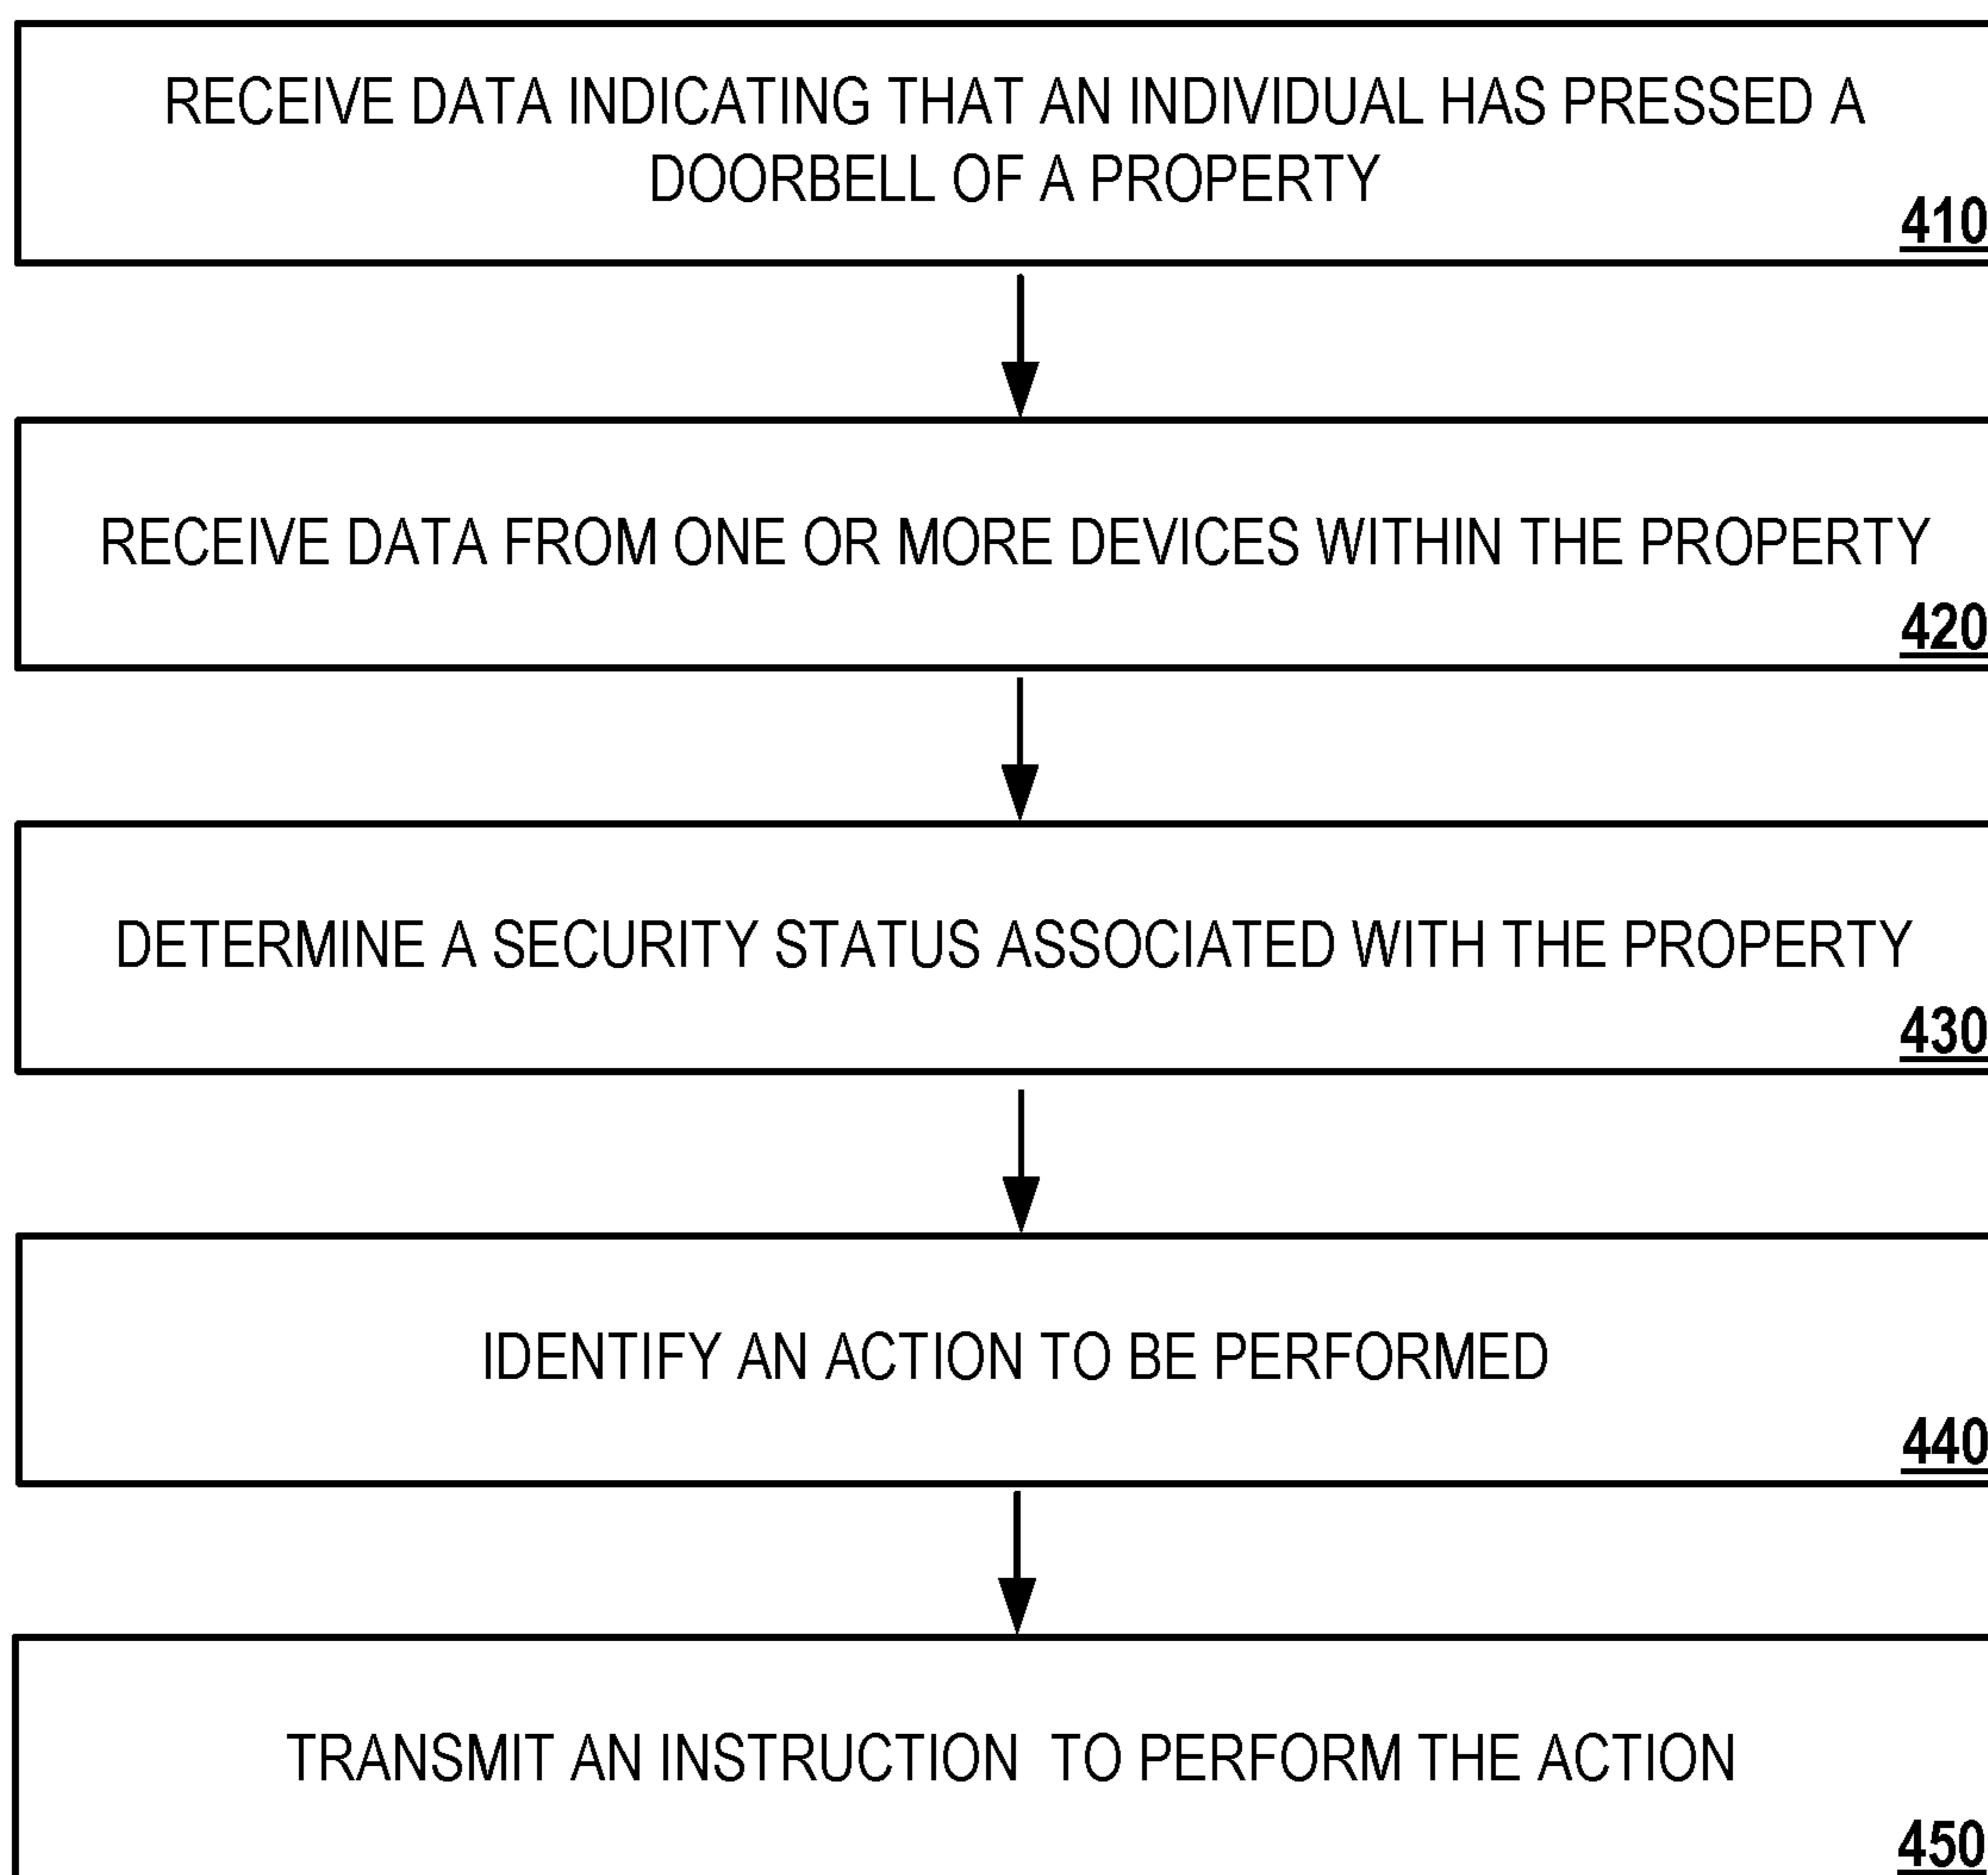 RECEIVE DATA INDICATING THAT AN INDIVIDUAL HAS PRESSED A
DOORBELL OF A PROPERTY
410
RECEIVE DATA FROM ONE OR MORE DEVICES WITHIN THE PROPERTY
420
DETERMINE A SECURITY STATUS ASSOCIATED WITH THE PROPERTY
430
IDENTIFY AN ACTION TO BE PERFORMED
440
TRANSMIT AN INSTRUCTION TO PERFORM THE ACTION
450